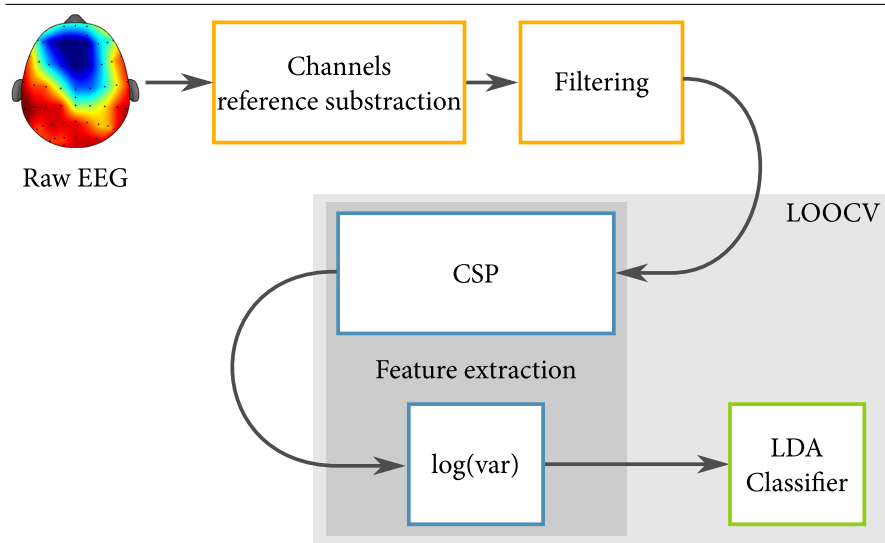 Channels
reference substraction
Filtering
Raw EEG
LOOCV
CSP
Feature extraction
log(var)
LDA
Classifier